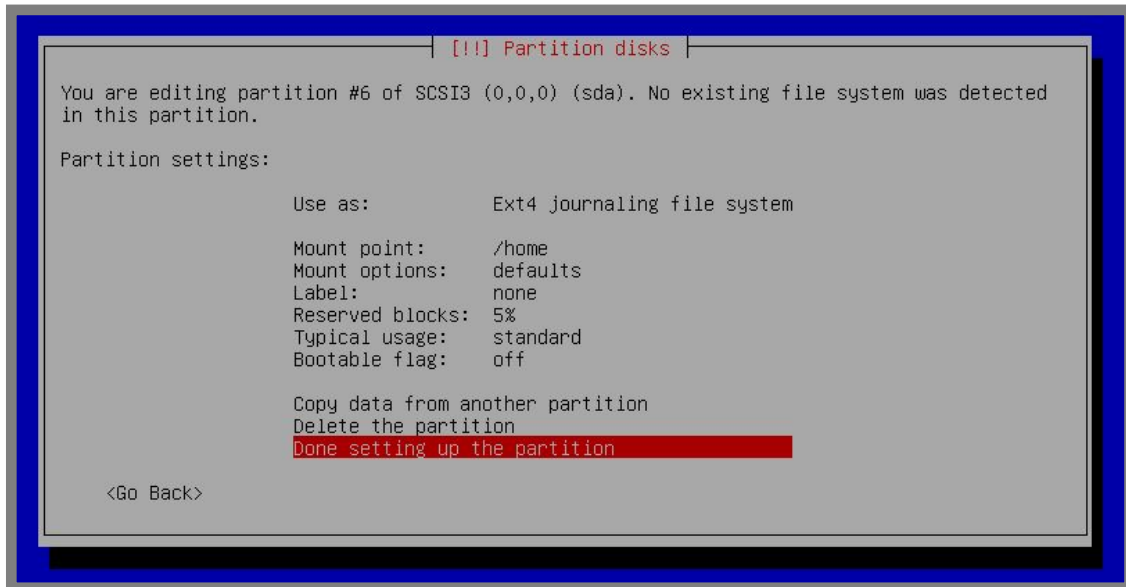 [!!] Partition disks
You are editing partition #6 of SCSI3 (0,0,0) (sda). No existing file system was detected
in this partition.
Partition settings:
Use as: Ext4 journaling file system
Mount point: /home
Mount options: defaults
Label: none
Reserved blocks: 5%
Typical usage: standard
Bootable flag: off
Copy data from another partition
Delete the partition
Done setting up the partition
<Go Back>